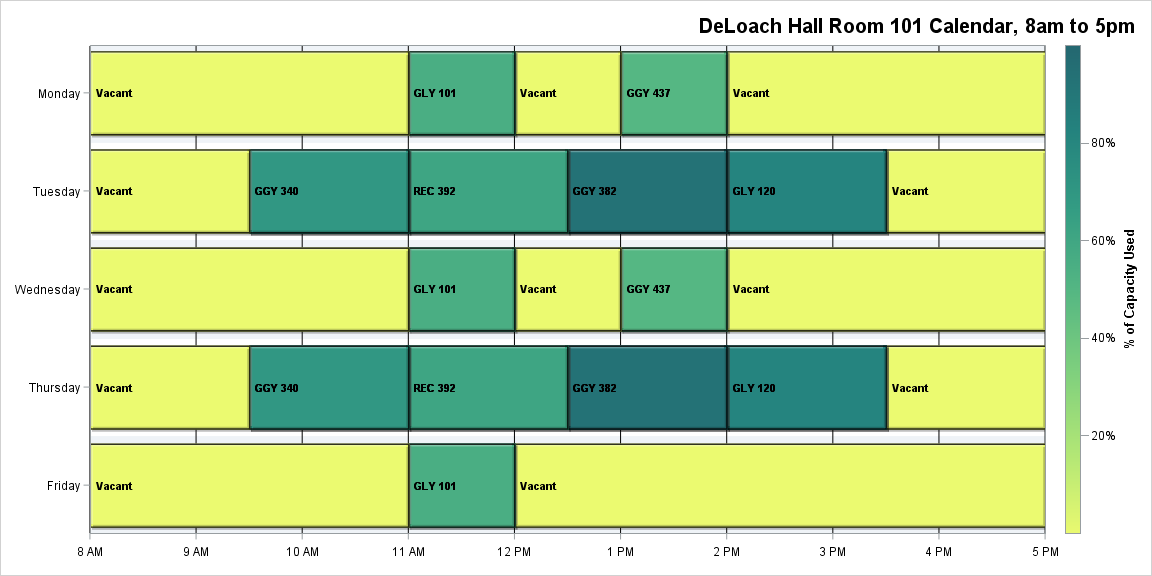 DeLoach Hall Room 101 Calendar, 8am to 5pm
Monday
Vacant
GLY 101
Vacant
GGY 437
Vacant
Tuesday
Vacant
GGY 340
REC 392
GGY 382
GLY 120
Vacant
Wednesday
Vacant
GLY 101
Vacant
GGY 437
Vacant
Thursday
Vacant
GGY 340
REC 392
GGY 382
GLY 120
Vacant
Friday
Vacant
GLY 101
Vacant
8 AM
9 AM
10 AM
11 AM
12 PM
1 PM
2 PM
3 PM
4 PM
5 PM
80%
60%
40%
20%
% of Capacity Used